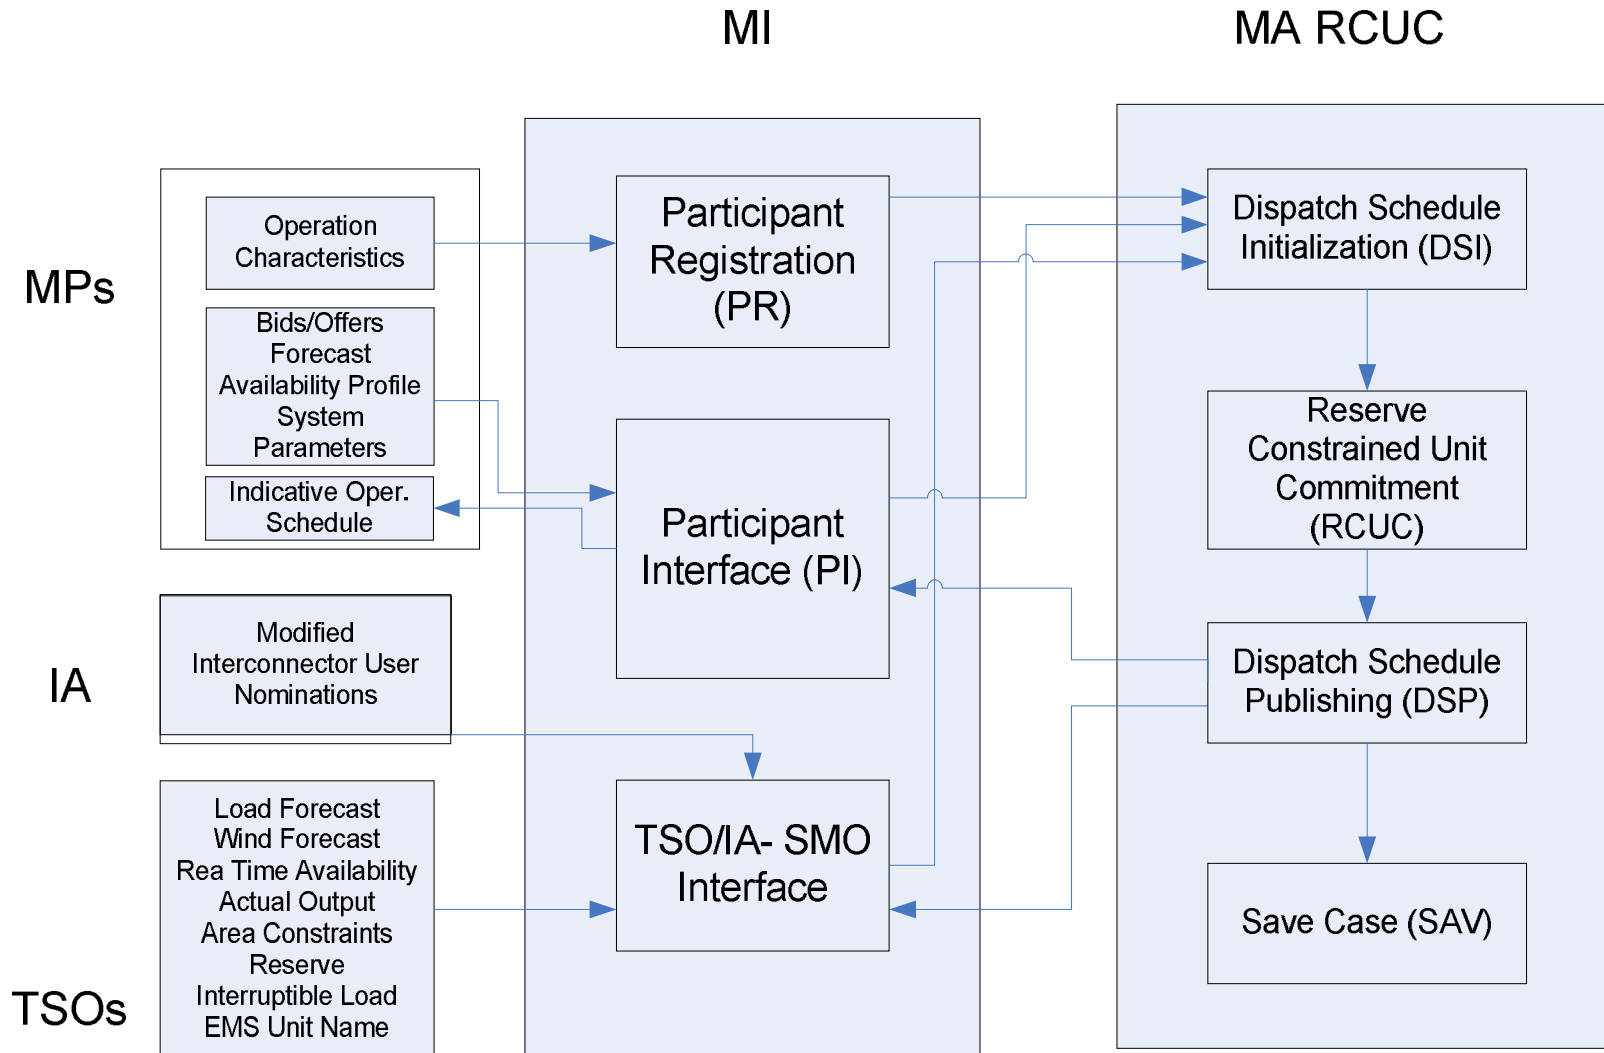 MI
MA RCUC
MPs
Operation
Characteristics
Bids/Offers
Forecast
Availability Profile
System
Parameters
Indicative Oper.
Schedule
IA
Modified
Interconnector User
Nominations
TSOs
Load Forecast
Wind Forecast
Rea Time Availability
Actual Output
Area Constraints
Reserve
Interruptible Load
EMS Unit Name
Participant
Registration
(PR)
Participant
Interface (PI)
TSO/IA- SMO
Interface
Dispatch Schedule
Initialization (DSI)
Reserve
Constrained Unit
Commitment
(RCUC)
Dispatch Schedule
Publishing (DSP)
Save Case (SAV)